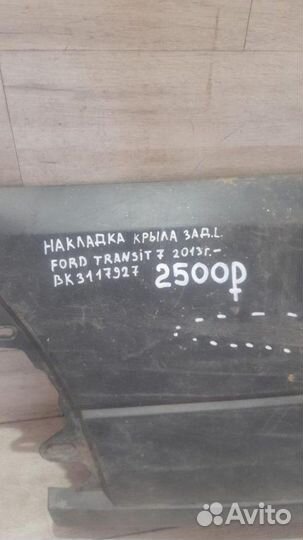 НАКЛАДКА КРЫЛА ЗАД.L
FORD TRANSIT 7 2013г.-
BK3117927 2500р
Avito